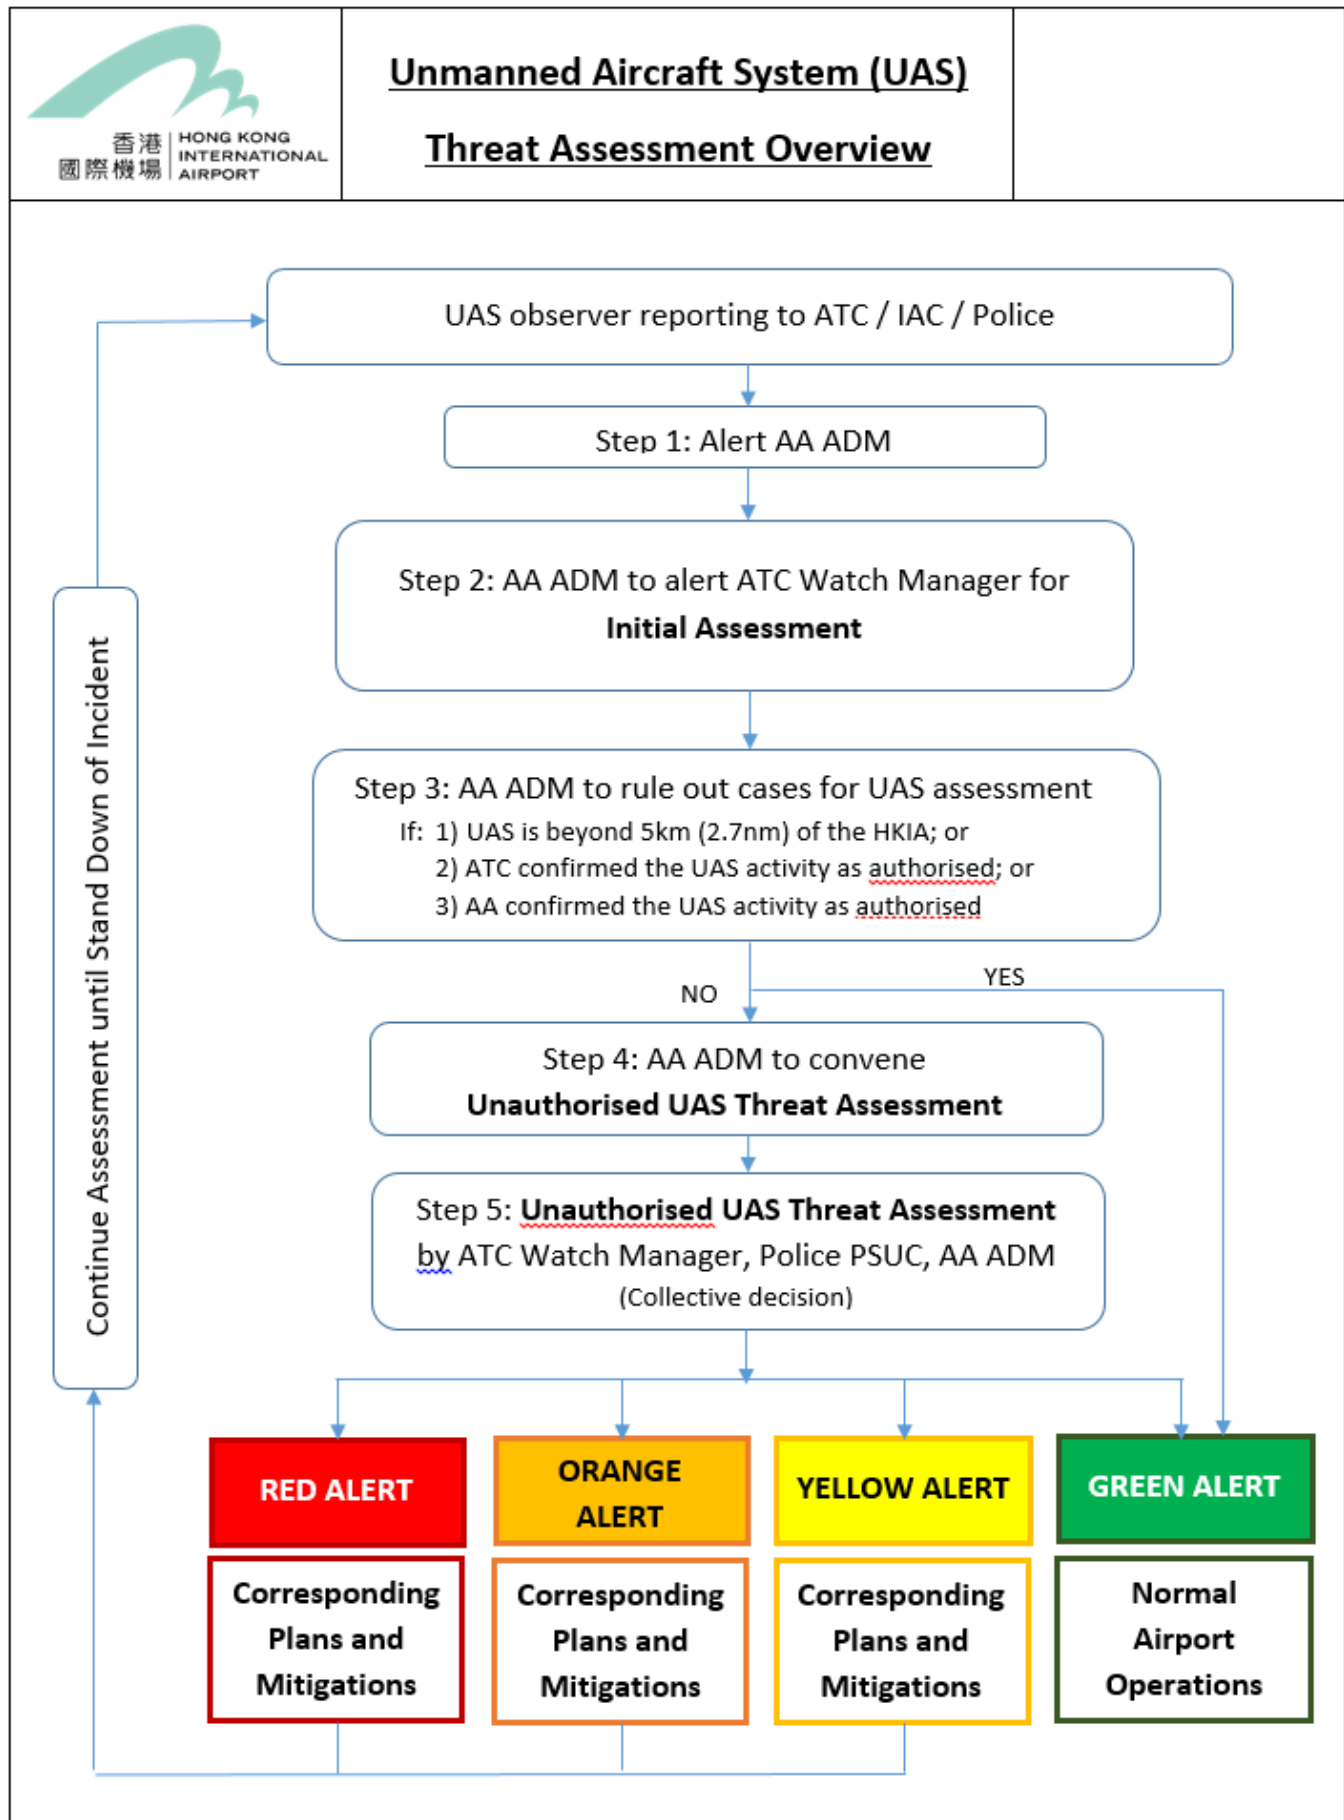 香港
國際機場
HONG KONG
INTERNATIONAL
AIRPORT
Unmanned Aircraft System (UAS)
Threat Assessment Overview
UAS observer reporting to ATC / IAC / Police
Step 1: Alert AA ADM
Step 2: AA ADM to alert ATC Watch Manager for
Initial Assessment
Step 3: AA ADM to rule out cases for UAS assessment
If: 1) UAS is beyond 5km (2.7nm) of the HKIA; or
2) ATC confirmed the UAS activity as authorised; or
3) AA confirmed the UAS activity as authorised
NO
YES
Step 4: AA ADM to convene
Unauthorised UAS Threat Assessment
Step 5: Unauthorised UAS Threat Assessment
by ATC Watch Manager, Police PSUC, AA ADM
(Collective decision)
Continue Assessment until Stand Down of Incident
RED ALERT
ORANGE
ALERT
YELLOW ALERT
GREEN ALERT
Corresponding
Plans and
Mitigations
Corresponding
Plans and
Mitigations
Corresponding
Plans and
Mitigations
Normal
Airport
Operations